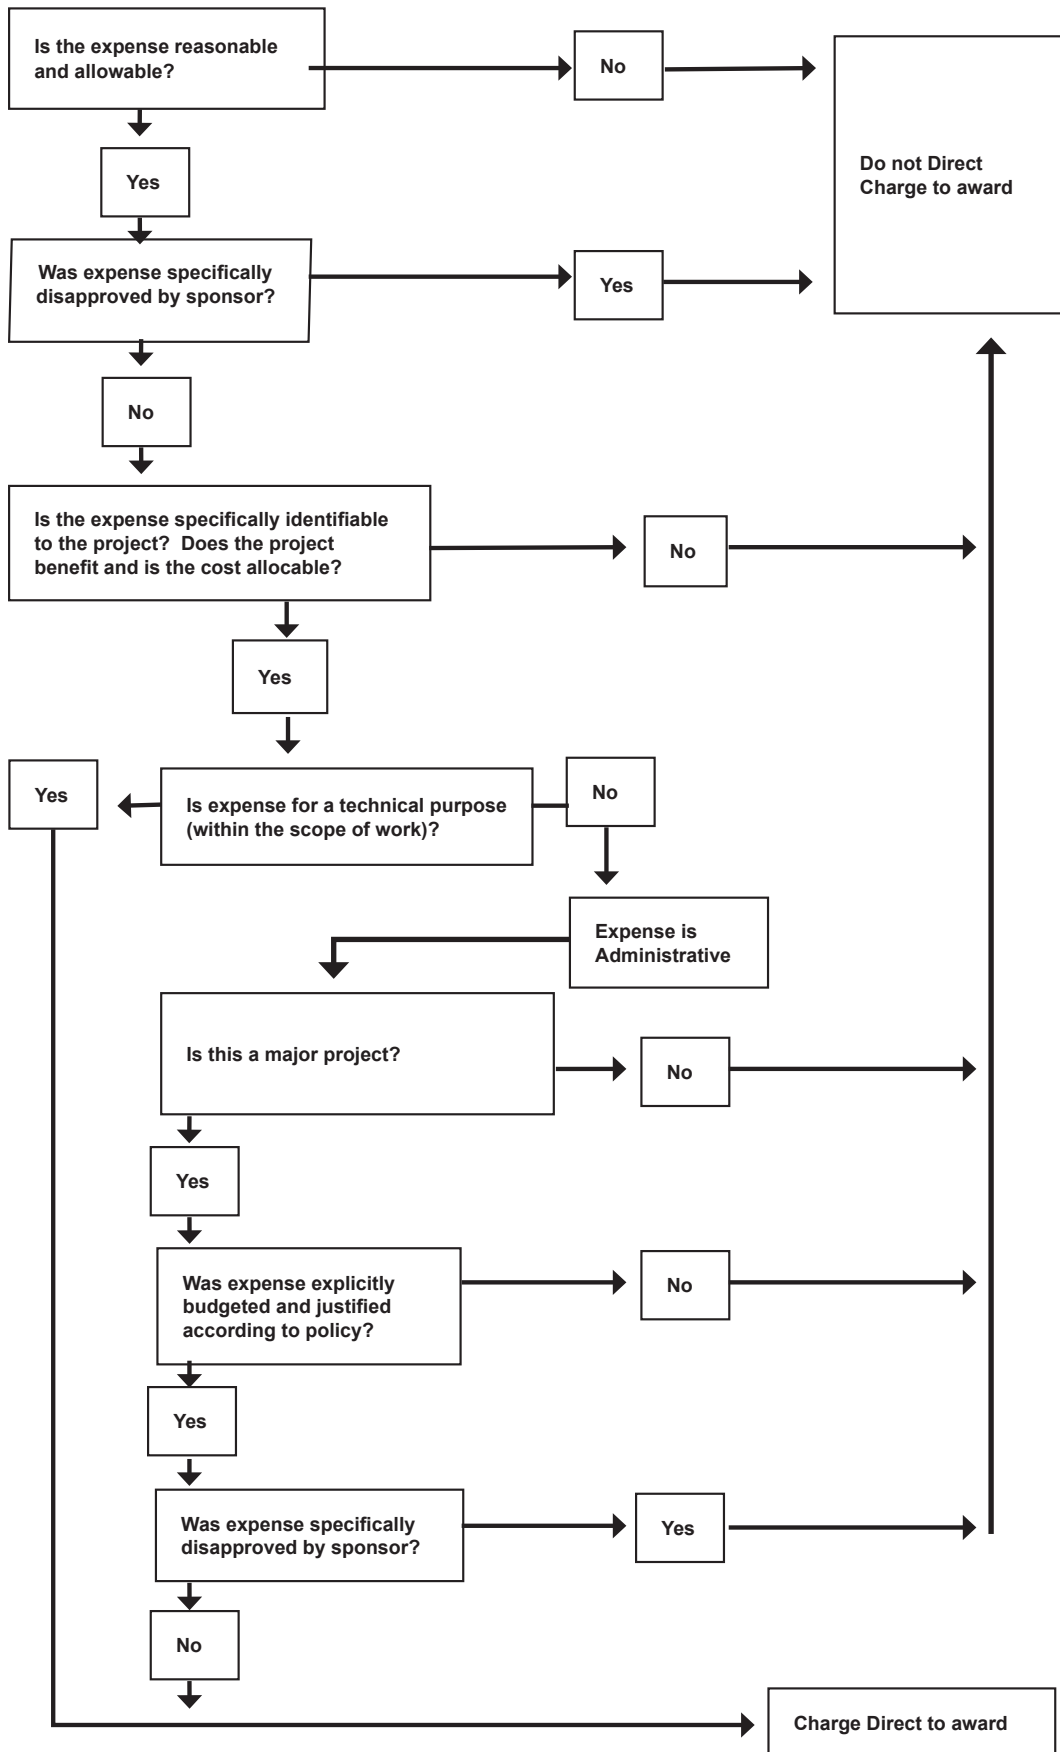 Is the expense reasonable
and allowable?
No
Do not Direct
Charge to award
Yes
Was expense specifically
disapproved by sponsor?
Yes
No
Is the expense specifically identifiable
to the project?  Does the project
benefit and is the cost allocable?
No
Yes
Yes
Is expense for a technical purpose
(within the scope of work)?
No
Expense is
Administrative
Is this a major project?
No
Yes
Was expense explicitly
budgeted and justified
according to policy?
No
Yes
Was expense specifically
disapproved by sponsor?
Yes
No
Charge Direct to award